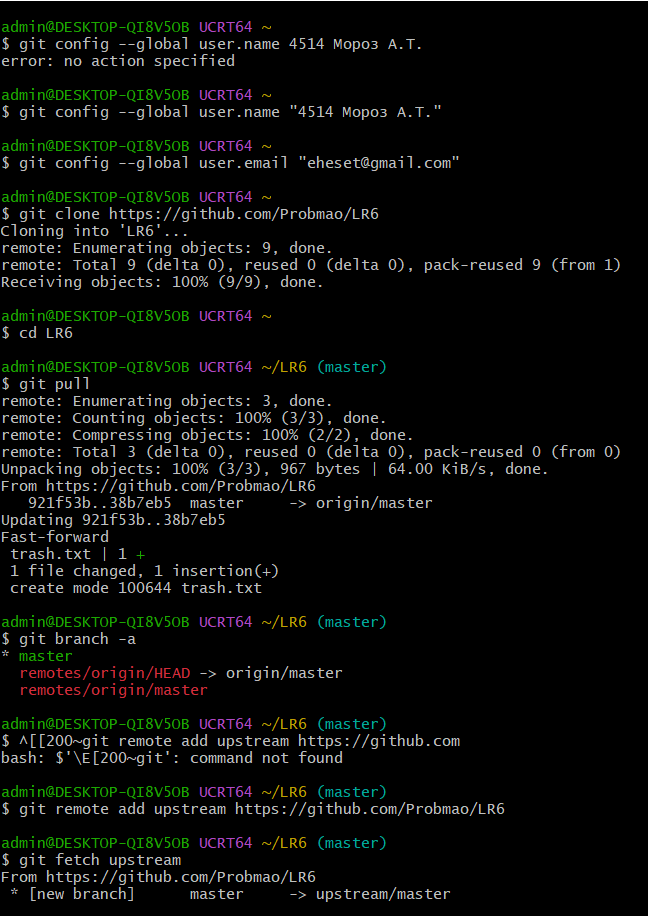 admin@DESKTOP-QI8V5OB UCRT64 ~
$ git config --global user.name 4514 Мороз А.Т.
error: no action specified
admin@DESKTOP-QI8V5OB UCRT64 ~
$ git config --global user.name "4514 Мороз А.Т."
admin@DESKTOP-QI8V5OB UCRT64 ~
$ git config --global user.email "eheset@gmail.com"
admin@DESKTOP-QI8V5OB UCRT64 ~
$ git clone https://github.com/Probmao/LR6
Cloning into 'LR6'...
remote: Enumerating objects: 9, done.
remote: Total 9 (delta 0), reused 0 (delta 0), pack-reused 9 (from 1)
Receiving objects: 100% (9/9), done.
admin@DESKTOP-QI8V5OB UCRT64 ~
$ cd LR6
admin@DESKTOP-QI8V5OB UCRT64 ~/LR6 (master)
$ git pull
remote: Enumerating objects: 3, done.
remote: Counting objects: 100% (3/3), done.
remote: Compressing objects: 100% (2/2), done.
remote: Total 3 (delta 0), reused 0 (delta 0), pack-reused 0 (from 0)
Unpacking objects: 100% (3/3), 967 bytes | 64.00 KiB/s, done.
From https://github.com/Probmao/LR6
   921f53b..38b7eb5  master     -> origin/master
Updating 921f53b..38b7eb5
Fast-forward
 trash.txt | 1 +
 1 file changed, 1 insertion(+)
 create mode 100644 trash.txt
admin@DESKTOP-QI8V5OB UCRT64 ~/LR6 (master)
$ git branch -a
* master
  remotes/origin/HEAD -> origin/master
  remotes/origin/master
admin@DESKTOP-QI8V5OB UCRT64 ~/LR6 (master)
$ ^[[200~git remote add upstream https://github.com
bash: $'\E[200~git': command not found
admin@DESKTOP-QI8V5OB UCRT64 ~/LR6 (master)
$ git remote add upstream https://github.com/Probmao/LR6
admin@DESKTOP-QI8V5OB UCRT64 ~/LR6 (master)
$ git fetch upstream
From https://github.com/Probmao/LR6
 * [new branch]      master     -> upstream/master